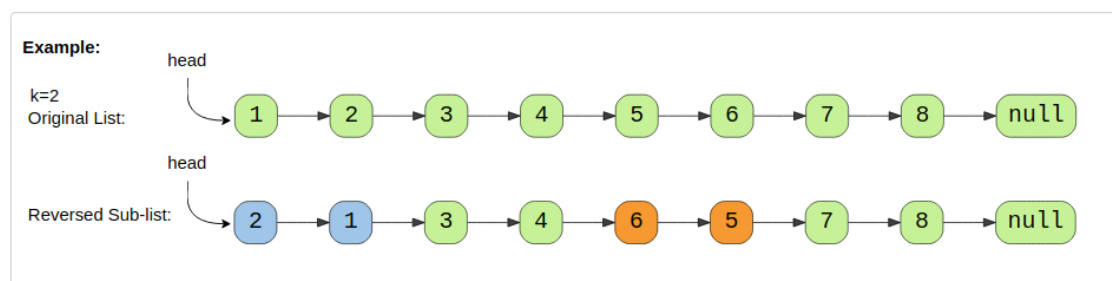 Example:
head
k=2
Original List:
1 2 3 4 5 6 7 8 null
head
Reversed Sub-list:
2 1 3 4 6 5 7 8 null